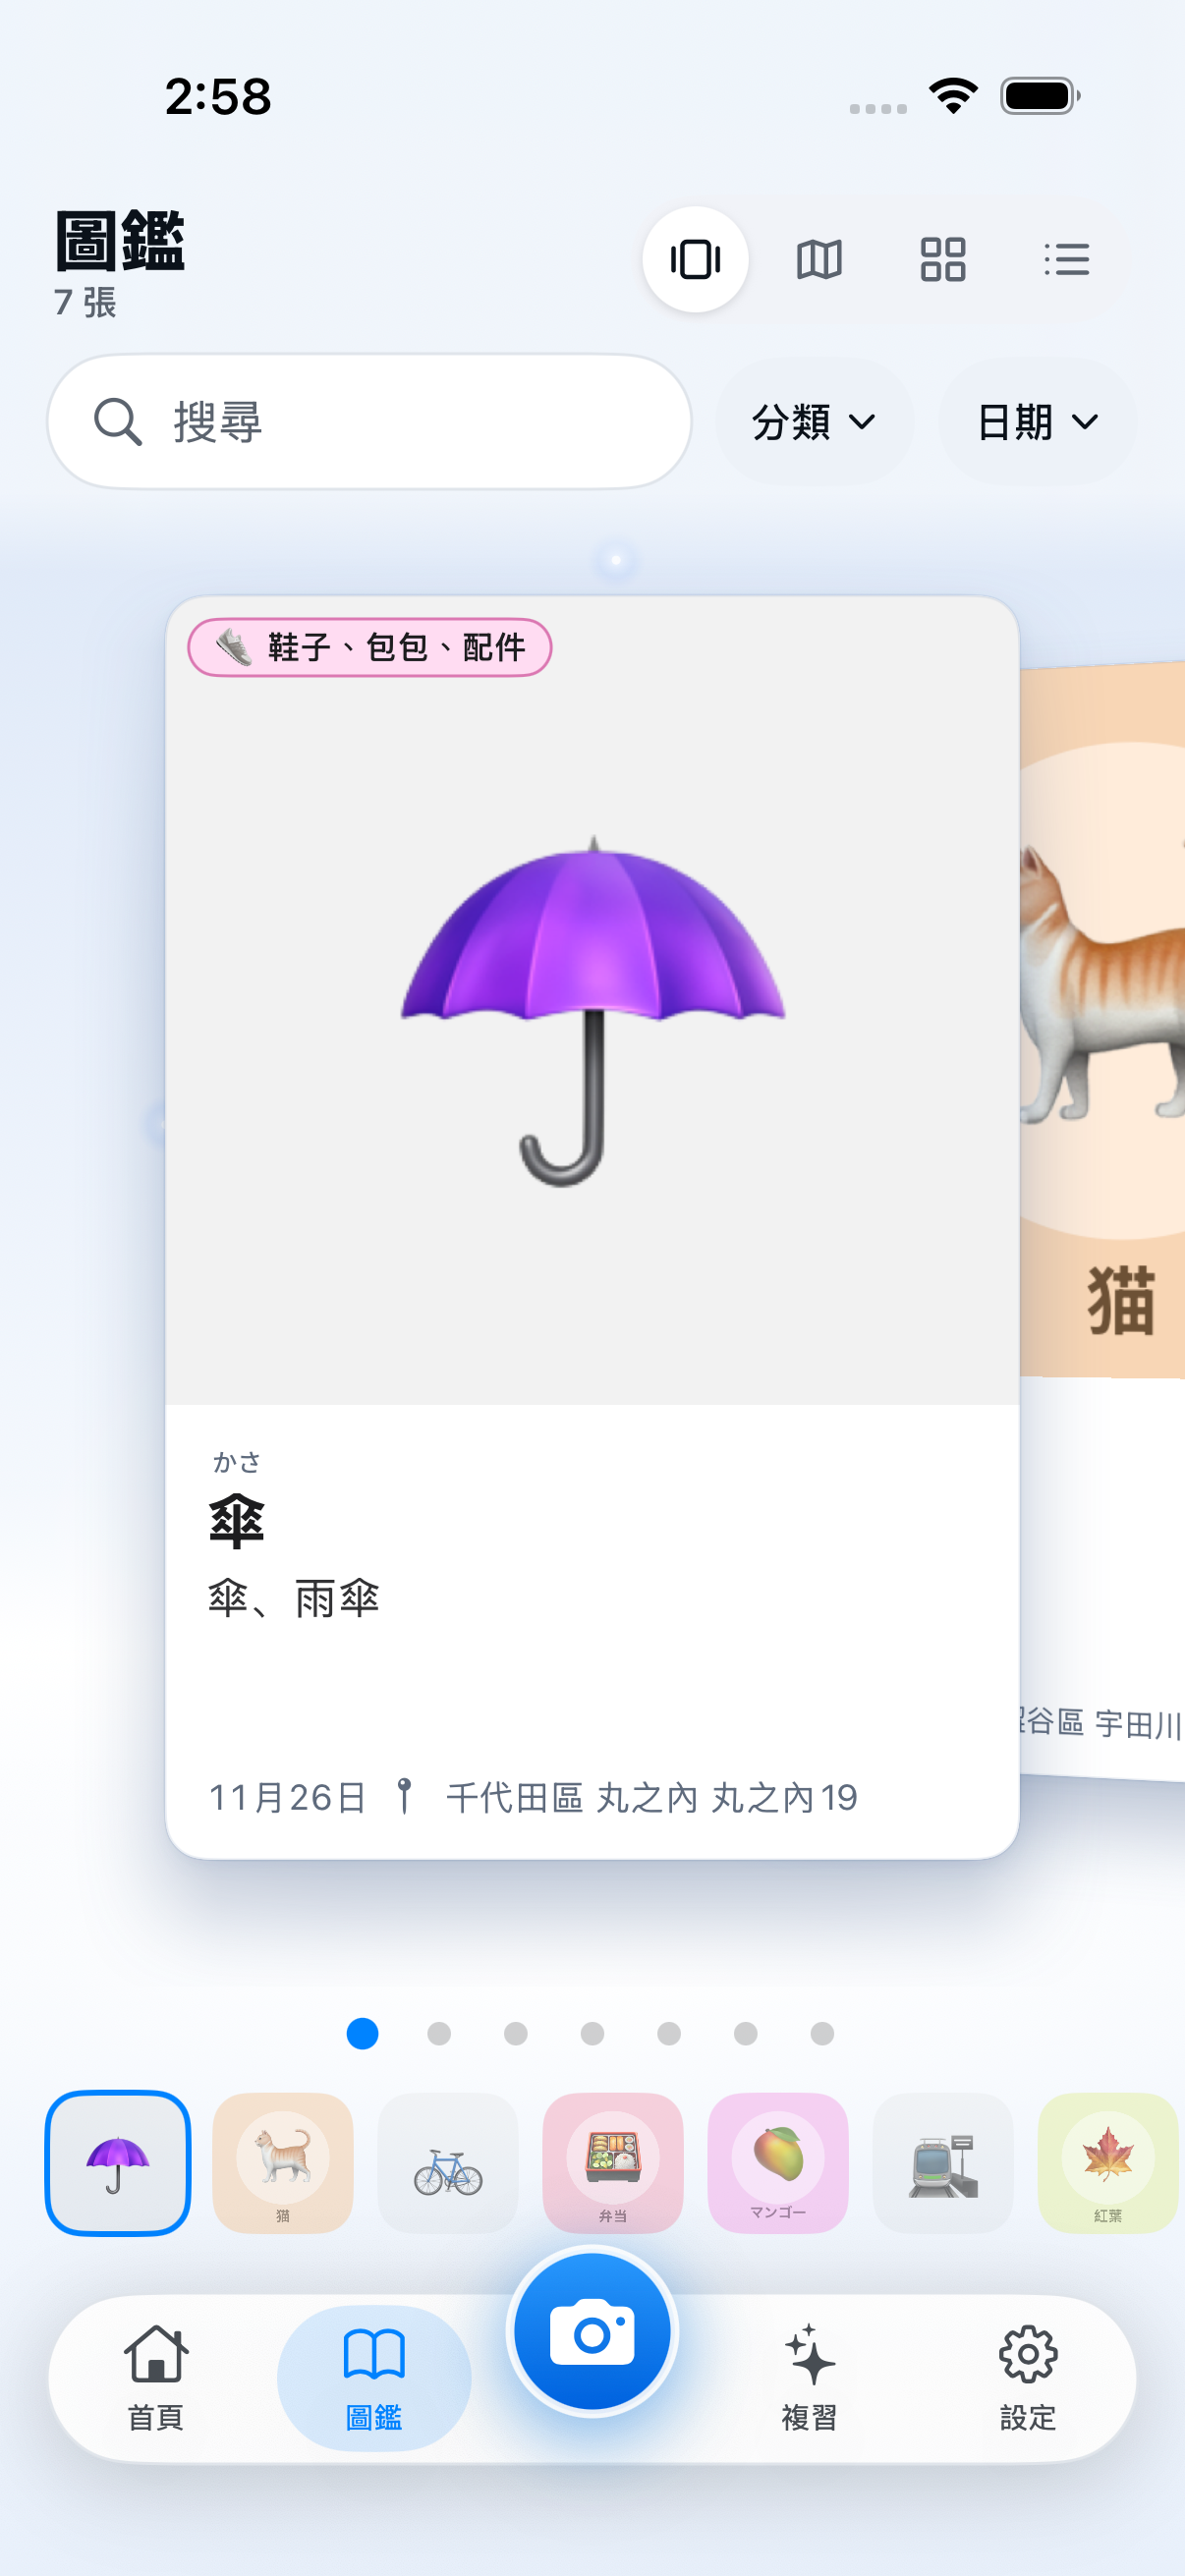 2:58
圖鑑
7 張
搜尋
分類
日期
鞋子、包包、配件
猫
かさ
傘
傘、雨傘
11月26日 千代田區 丸之內 丸之內19
谷區 宇田川
猫
弁当
マンゴー
紅葉
首頁
圖鑑
複習
設定